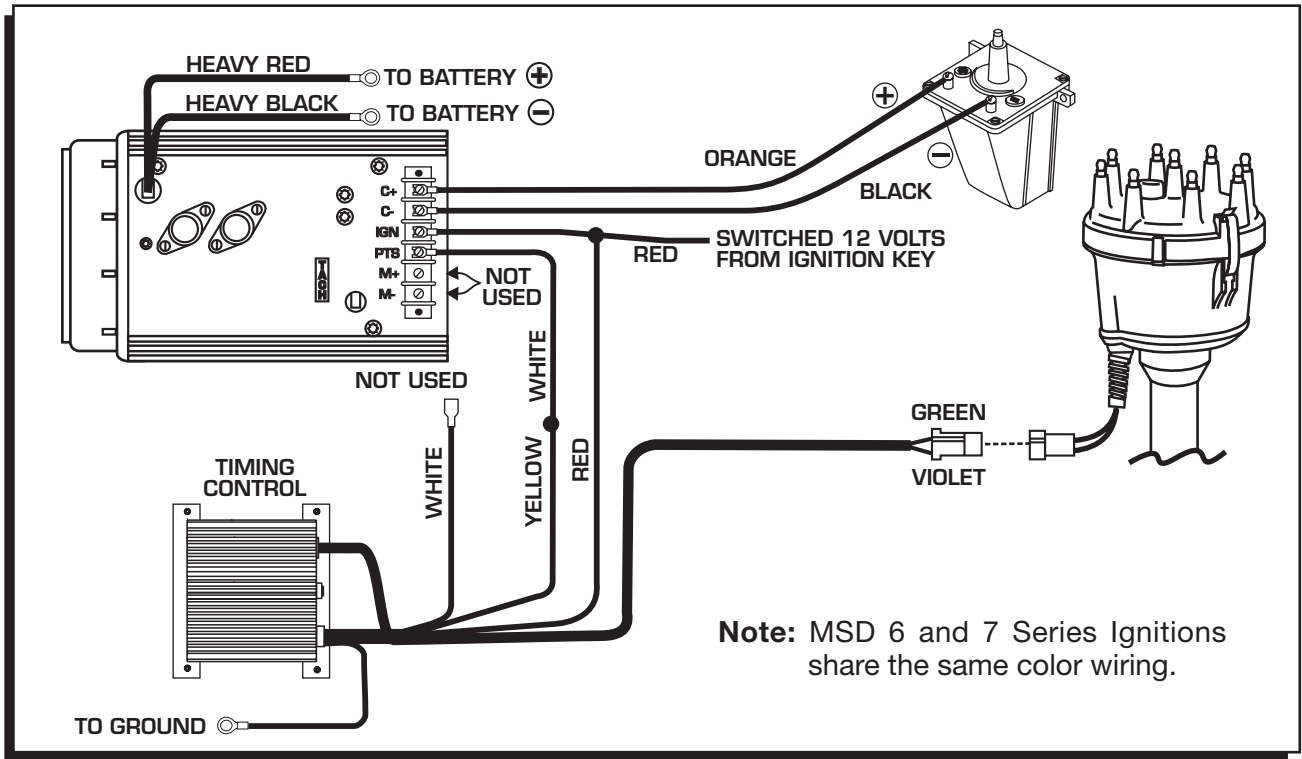 HEAVY RED
TO BATTERY +
HEAVY BLACK
TO BATTERY −
+
ORANGE
−
BLACK
C+
C-
IGN
PTS
M+
M-
TACH
RED
SWITCHED 12 VOLTS
FROM IGNITION KEY
NOT
USED
NOT USED
WHITE
WHITE
YELLOW
RED
GREEN
VIOLET
TIMING
CONTROL
Note: MSD 6 and 7 Series Ignitions
share the same color wiring.
TO GROUND